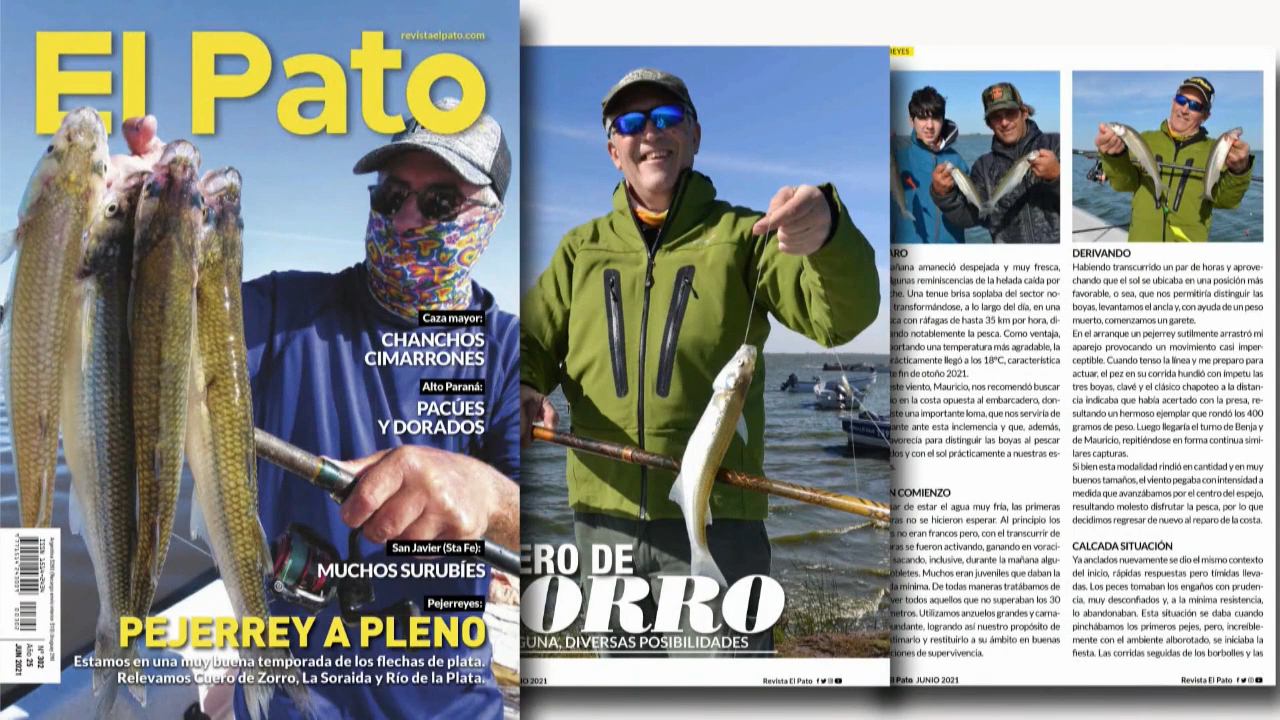 revistaelpato.com
El Pato
Caza mayor:
CHANCHOS
CIMARRONES
Alto Paraná:
PACÚES
Y DORADOS
San Javier (Sta Fe):
MUCHOS SURUBÍES
Pejerreyes:
PEJERREY A PLENO
Estamos en una muy buena temporada de los flechas de plata.
Relevamos Cuero de Zorro, La Soraida y Río de la Plata.
Nº 302
Año 25
JUN 2021
ERO DE
ORRO
GUNA, DIVERSAS POSIBILIDADES
IO 2021
Revista El Pato
REYES
ARO
ñana amaneció despejada y muy fresca,
gunas reminiscencias de la helada caída por
he. Una tenue brisa soplaba del sector no-
transformándose, a lo largo del día, en una
ca con ráfagas de hasta 35 km por hora, di-
ando notablemente la pesca. Como ventaja,
portando una temperatura más agradable, la
rácticamente llegó a los 18ºC, característica
e fin de otoño 2021.
te viento, Mauricio, nos recomendó buscar
o en la costa opuesta al embarcadero, don-
iste una importante loma, que nos serviría de
ante ante esta inclemencia y que, además,
avorecía para distinguir las boyas al pescar
dos y con el sol prácticamente a nuestras es-
s.
N COMIENZO
ar de estar el agua muy fría, las primeras
ras no se hicieron esperar. Al principio los
s no eran francos pero, con el transcurrir de
ras se fueron activando, ganando en voraci-
sacando, inclusive, durante la mañana algu-
obletes. Muchos eran juveniles que daban la
da mínima. De todas maneras tratábamos de
ver todos aquellos que no superaban los 30
metros. Utilizamos anzuelos grandes y carna-
undante, logrando así nuestro propósito de
timarlo y restituirlo a su ámbito en buenas
ciones de supervivencia.
El Pato JUNIO 2021
DERIVANDO
Habiendo transcurrido un par de horas y aprove-
chando que el sol se ubicaba en una posición más
favorable, o sea, que nos permitiría distinguir las
boyas, levantamos el ancla y, con ayuda de un peso
muerto, comenzamos un garete.
En el arranque un pejerrey sutilmente arrastró mi
aparejo provocando un movimiento casi imper-
ceptible. Cuando tenso la línea y me preparo para
actuar, el pez en su corrida hundió con ímpetu las
tres boyas, clavé y el clásico chapoteo a la distan-
cia indicaba que había acertado con la presa, re-
sultando un hermoso ejemplar que rondó los 400
gramos de peso. Luego llegaría el turno de Benja y
de Mauricio, repitiéndose en forma continua simi-
lares capturas.
Si bien esta modalidad rindió en cantidad y en muy
buenos tamaños, el viento pegaba con intensidad a
medida que avanzábamos por el centro del espejo,
resultando molesto disfrutar la pesca, por lo que
decidimos regresar de nuevo al reparo de la costa.
CALCADA SITUACIÓN
Ya anclados nuevamente se dio el mismo contexto
del inicio, rápidas respuestas pero tímidas lleva-
das. Los peces tomaban los engaños con pruden-
cia, muy desconfiados y, a la mínima resistencia,
lo abandonaban. Esta situación se daba cuando
pinchábamos los primeros pejes, pero, increíble-
mente con el ambiente alborotado, se iniciaba la
fiesta. Las corridas seguidas de los borbollos y las
Revista El Pato